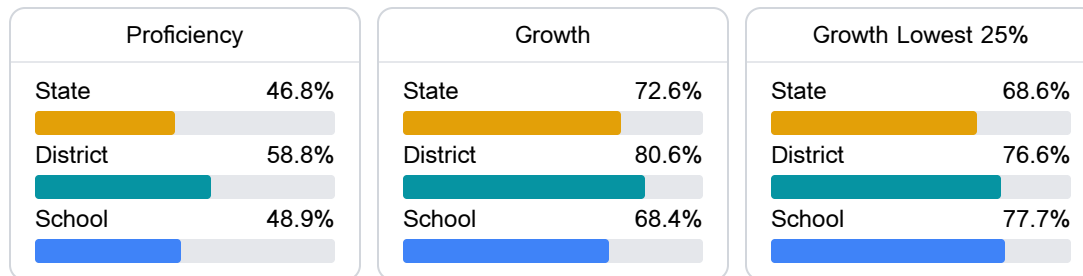 Proficiency
State 46.8%
District 58.8%
School 48.9%
Growth
State 72.6%
District 80.6%
School 68.4%
Growth Lowest 25%
State 68.6%
District 76.6%
School 77.7%